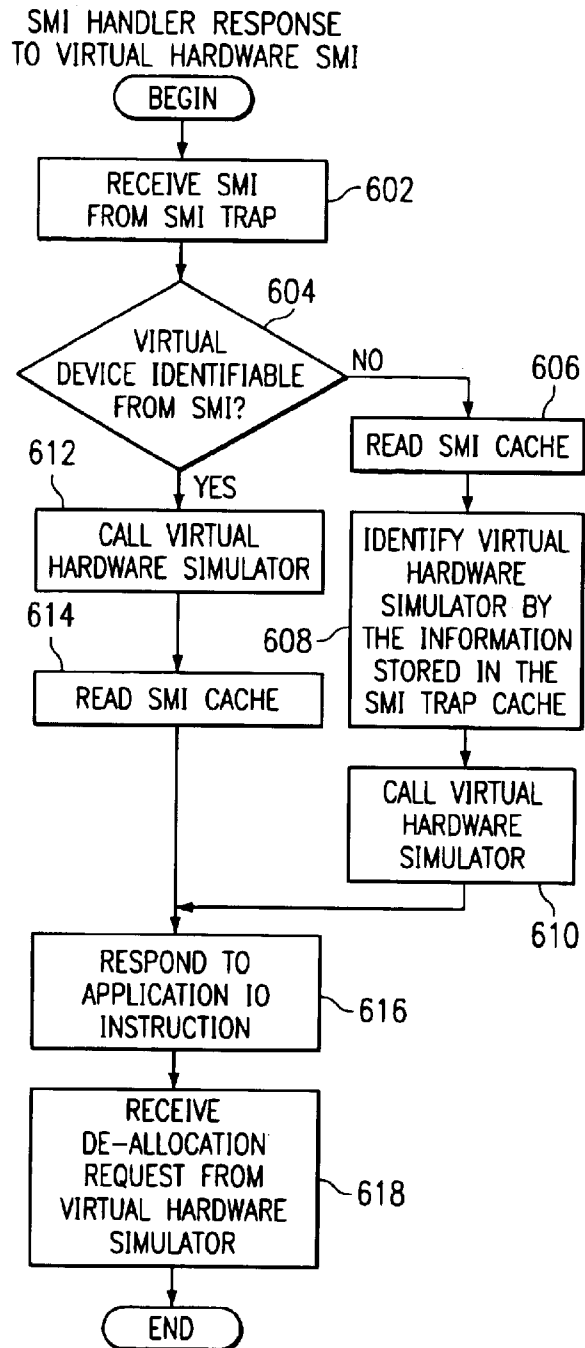 SMI HANDLER RESPONSE
TO VIRTUAL HARDWARE SMI
BEGIN
RECEIVE SMI
FROM SMI TRAP
602
604
VIRTUAL
DEVICE IDENTIFIABLE
FROM SMI?
NO
606
READ SMI CACHE
612
YES
CALL VIRTUAL
HARDWARE SIMULATOR
614
READ SMI CACHE
608
IDENTIFY VIRTUAL
HARDWARE
SIMULATOR BY
THE INFORMATION
STORED IN THE
SMI TRAP CACHE
CALL VIRTUAL
HARDWARE
SIMULATOR
610
RESPOND TO
APPLICATION IO
INSTRUCTION
616
RECEIVE
DE-ALLOCATION
REQUEST FROM
VIRTUAL HARDWARE
SIMULATOR
618
END